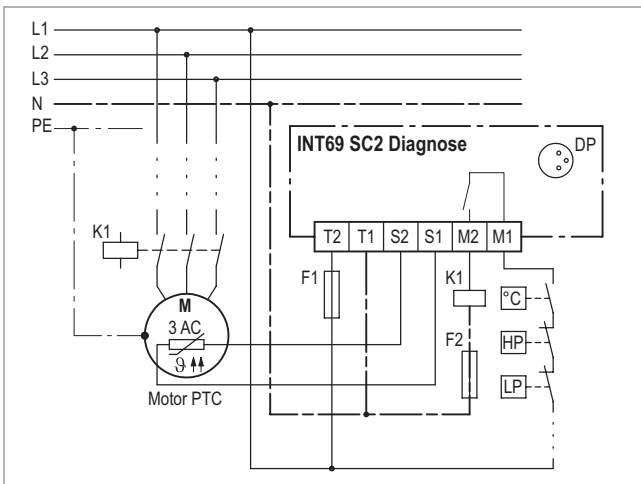 L1
L2
L3
N
PE
INT69 SC2 Diagnose
DP
T2 T1 S2 S1 M2 M1
K1
F1
K1
°C
M
3 AC
ϑ
F2
HP
LP
Motor PTC